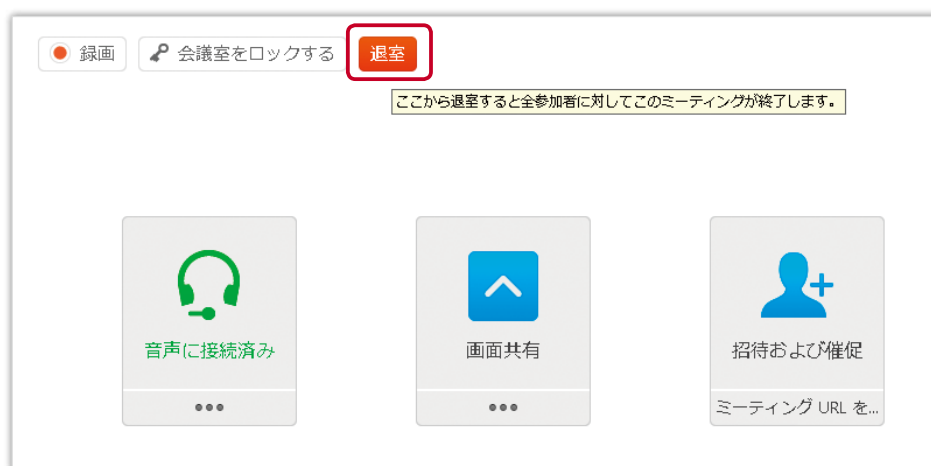 録画 会議室をロックする 退室
ここから退室すると全参加者に対してこのミーティングが終了します。
音声に接続済み 画面共有 招待および催促
ミーティング URL を...